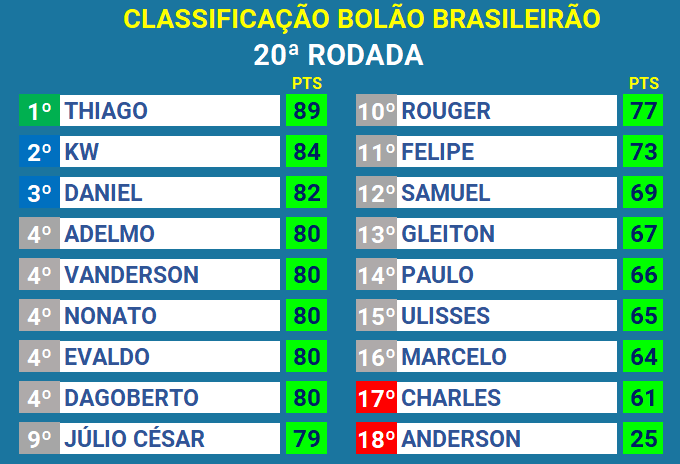 CLASSIFICAÇÃO BOLÃO BRASILEIRÃO
20ª RODADA
PTS
1º THIAGO 89
2º KW 84
3º DANIEL 82
4º ADELMO 80
4º VANDERSON 80
4º NONATO 80
4º EVALDO 80
4º DAGOBERTO 80
9º JÚLIO CÉSAR 79
PTS
10º ROUGER 77
11º FELIPE 73
12º SAMUEL 69
13º GLEITON 67
14º PAULO 66
15º ULISSES 65
16º MARCELO 64
17º CHARLES 61
18º ANDERSON 25